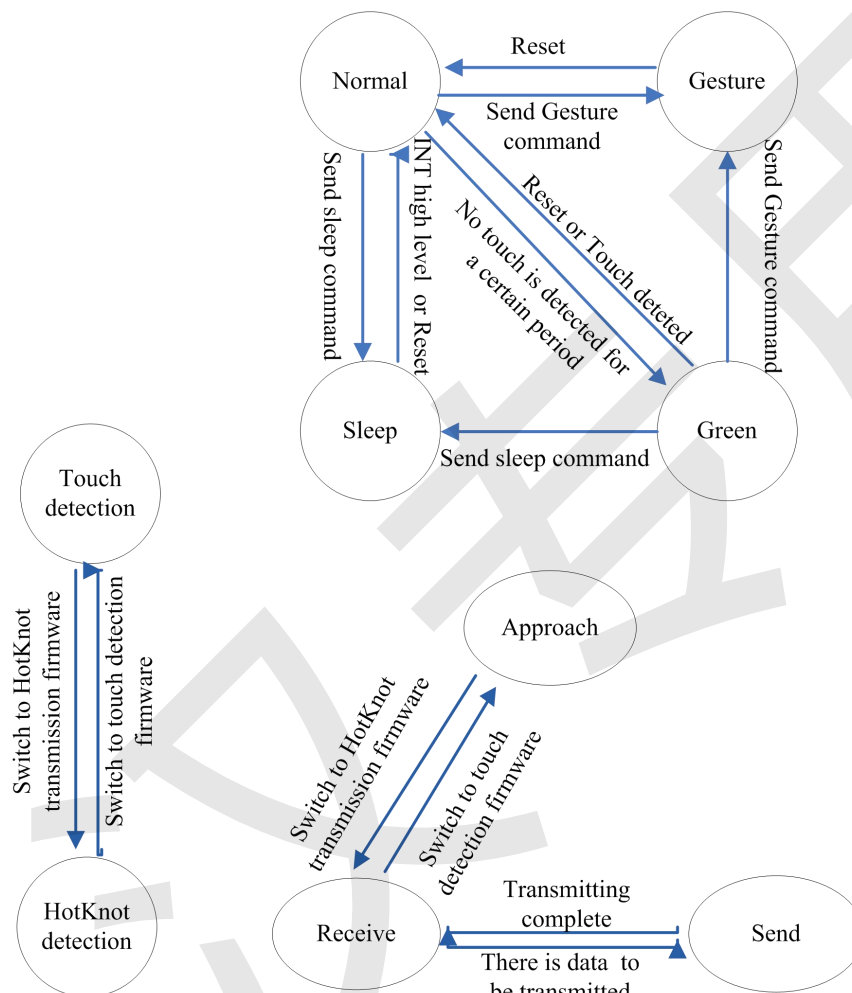 Reset
Normal
Gesture
Send Gesture
command
Send sleep command
INT high level or Reset
Reset or Touch deteted
No touch is detected for
a certain period
Send Gesture command
Sleep
Green
Send sleep command
Touch
detection
Switch to HotKnot
transmission firmware
Switch to touch detection
firmware
HotKnot
detection
Approach
Switch to HotKnot
transmission firmware
Switch to touch
detection firmware
Receive
Transmitting
complete
Send
There is data to
be transmitted